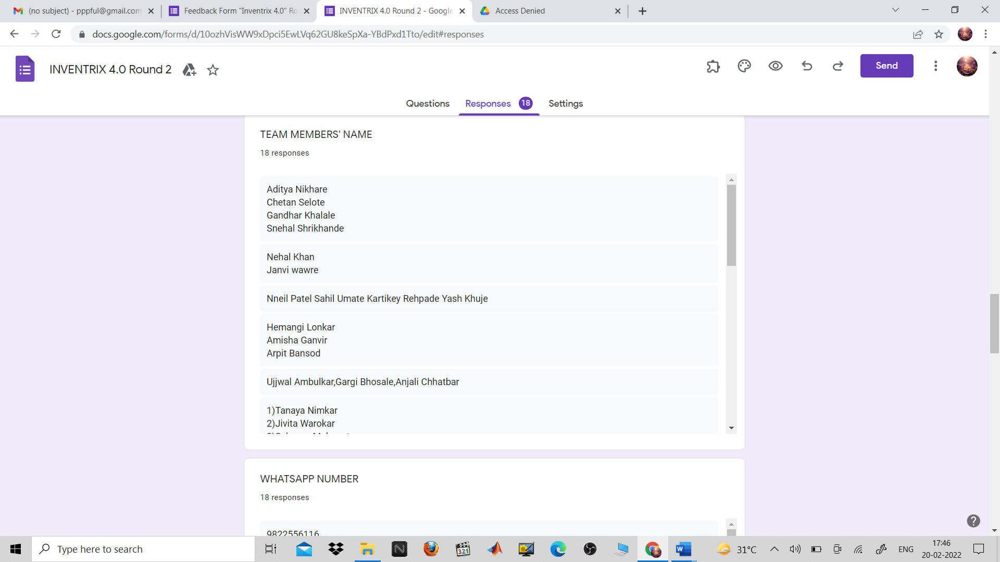 (no subject) - pppful@gmail.com
Feedback Form "Inventrix 4.0" Ro
INVENTRIX 4.0 Round 2 - Google
Access Denied
docs.google.com/forms/d/10ozhVisWW9xDpci5EwLVq62GU8keSpXa-YBdPxd1Tto/edit#responses
INVENTRIX 4.0 Round 2
Send
Questions
Responses 18
Settings
TEAM MEMBERS' NAME
18 responses
Aditya Nikhare
Chetan Selote
Gandhar Khalale
Snehal Shrikhande
Nehal Khan
Janvi wawre
Nneil Patel Sahil Umate Kartikey Rehpade Yash Khuje
Hemangi Lonkar
Amisha Ganvir
Arpit Bansod
Ujjwal Ambulkar,Gargi Bhosale,Anjali Chhatbar
1)Tanaya Nimkar
2)Jivita Warokar
WHATSAPP NUMBER
18 responses
9822556116
Type here to search
321
31°C
ENG
17:46
20-02-2022